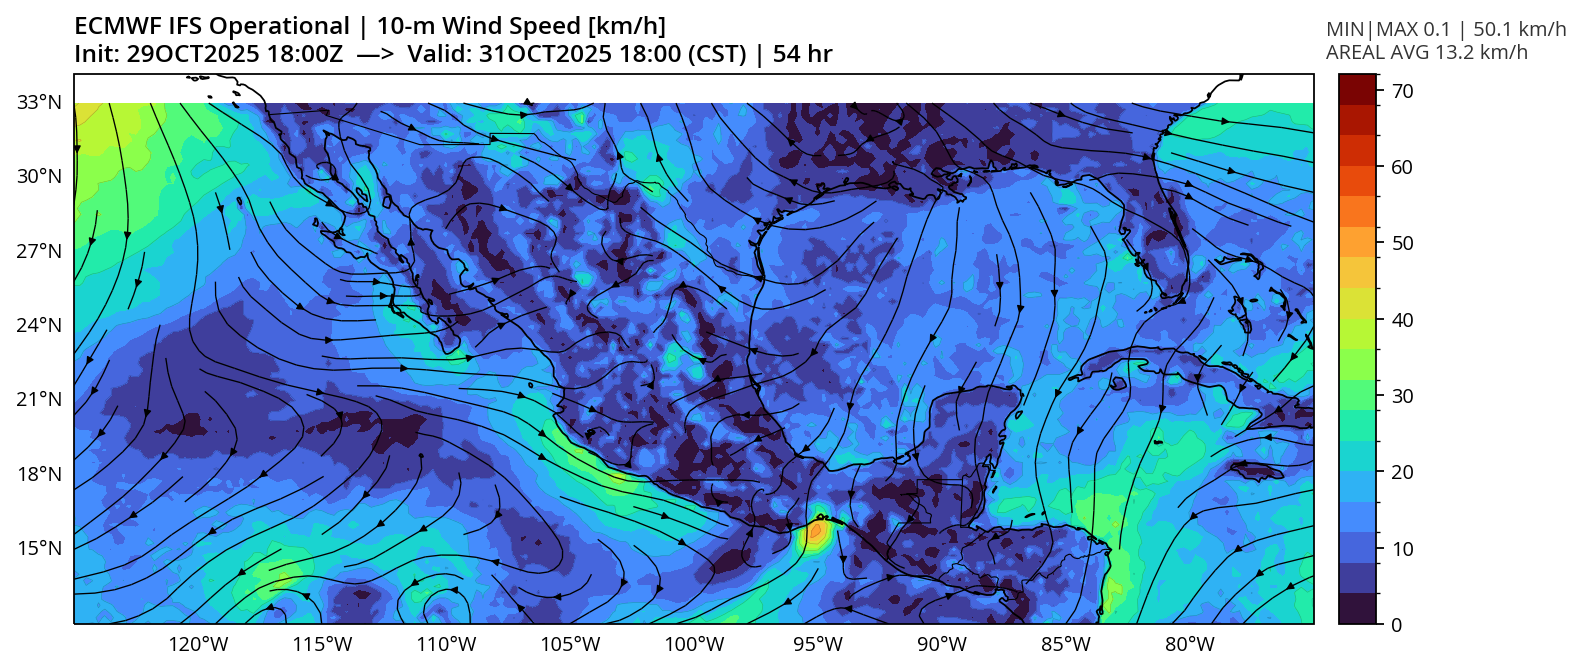 ECMWF IFS Operational | 10-m Wind Speed [km/h]
Init: 29OCT2025 18:00Z —> Valid: 31OCT2025 18:00 (CST) | 54 hr
MIN|MAX 0.1 | 50.1 km/h
AREAL AVG 13.2 km/h
33°N
30°N
27°N
24°N
21°N
18°N
15°N
120°W
115°W
110°W
105°W
100°W
95°W
90°W
85°W
80°W
70
60
50
40
30
20
10
0